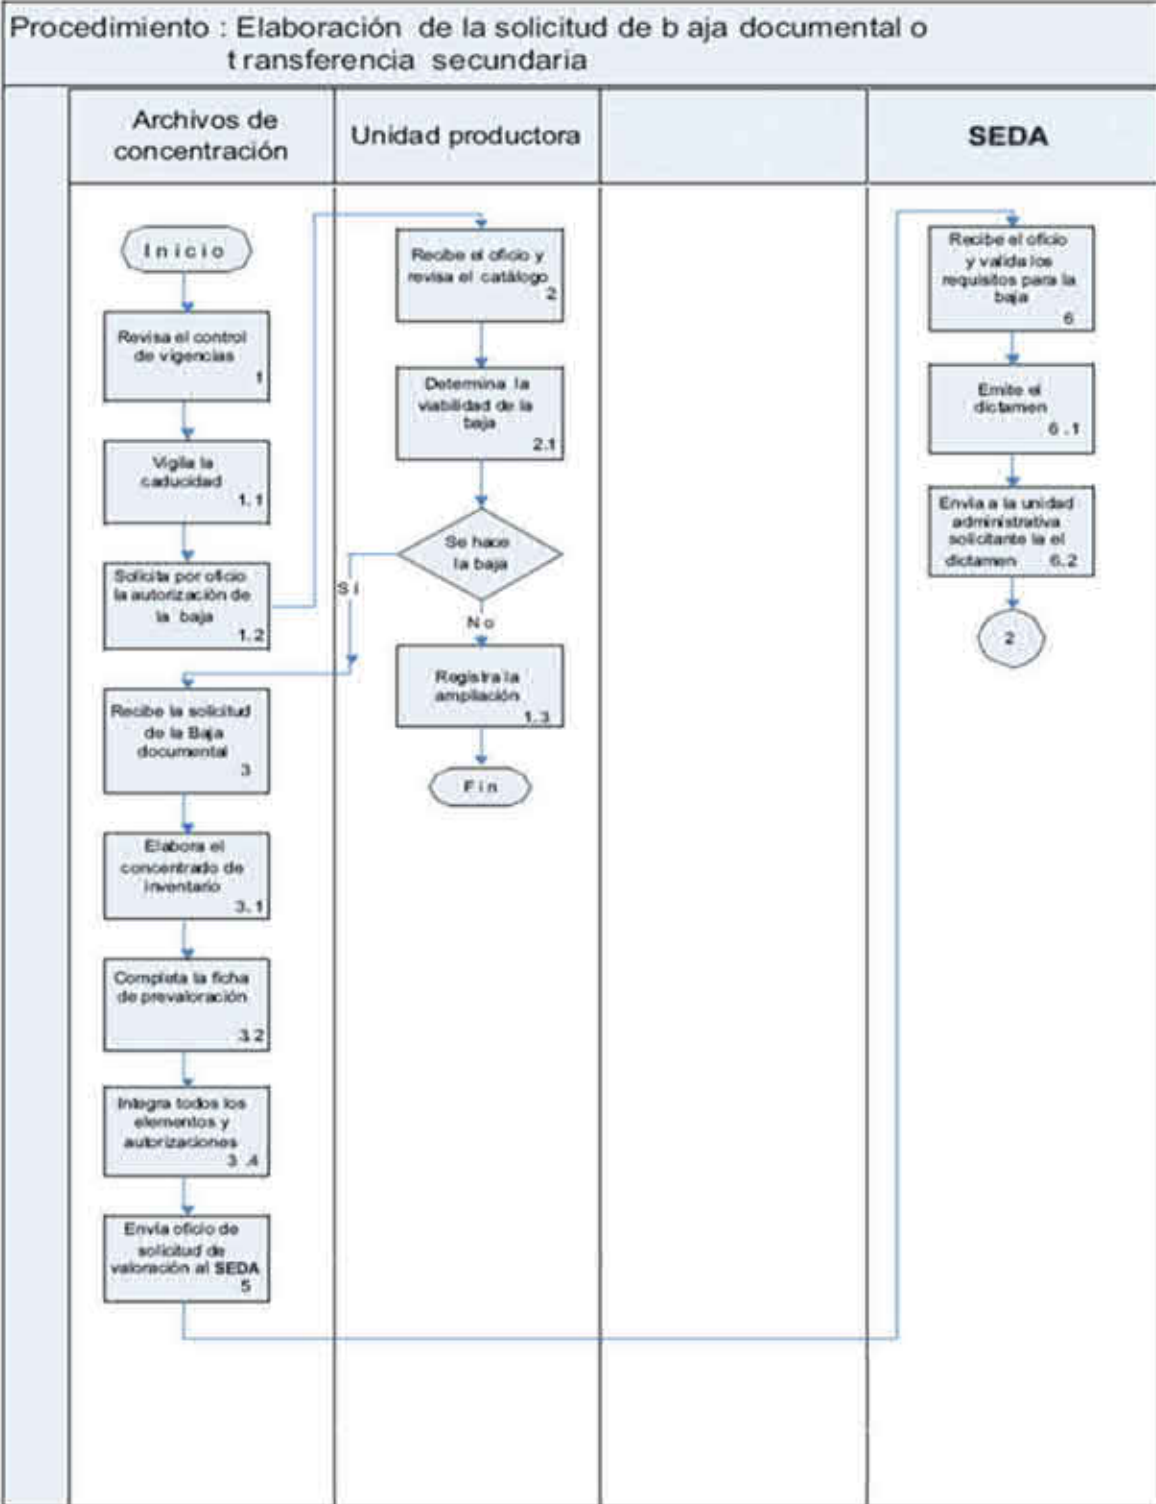 Procedimiento : Elaboración de la solicitud de b aja documental o
t ransferencia secundaria
Archivos de
concentración
Unidad productora
SEDA
Inicio
Revisa el control
de vigencias
1
Vigila la
caducidad
1.1
Solicita por oficio
la autorización de
la baja
1.2
Recibe la solicitud
de la Baja
documental
3
Elabora el
concentrado de
inventario
3.1
Completa la ficha
de prevaloración
3.2
Integra todos los
elementos y
autorizaciones
3 .4
Envía oficio de
solicitud de
valoración al SEDA
5
Recibe el oficio y
revisa el catálogo
2
Determina la
viabilidad de la
baja
2.1
Se hace
la baja
Sí
No
Registra la
ampliación
1.3
Fin
Recibe el oficio
y valida los
requisitos para la
baja
6
Emite el
dictamen
6 .1
Envía a la unidad
administrativa
solicitante la el
dictamen 6.2
2